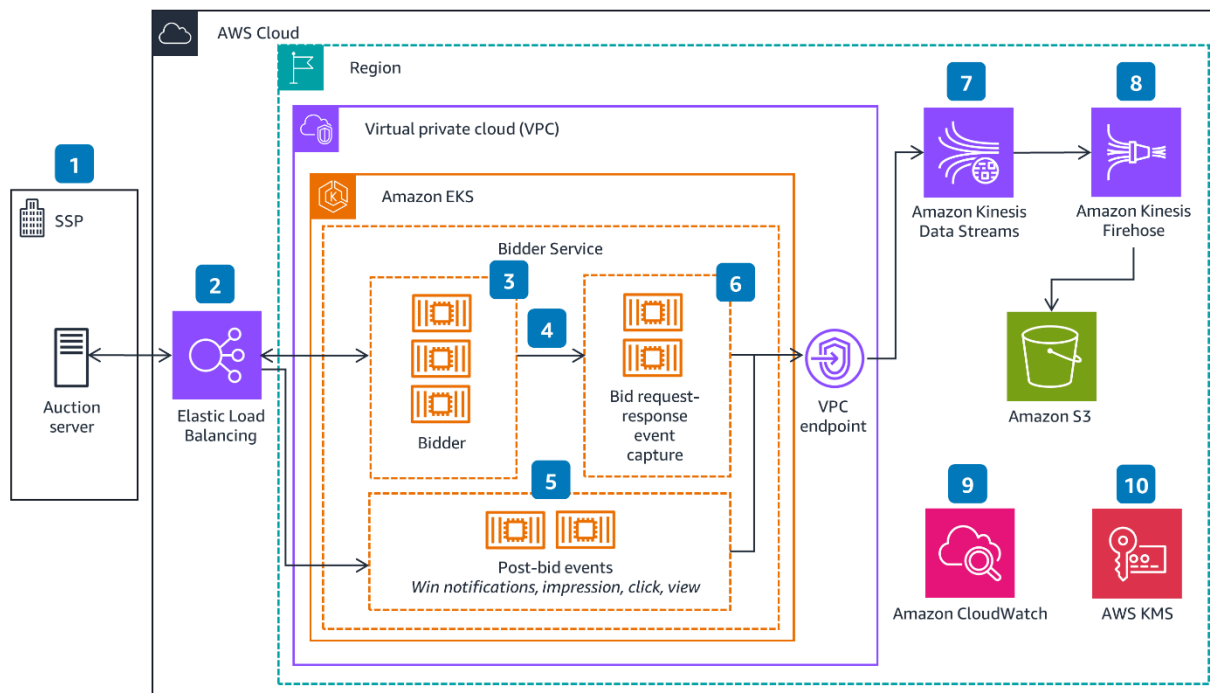 AWS Cloud
Region
7
8
Virtual private cloud (VPC)
1
SSP
Amazon EKS
Amazon Kinesis
Data Streams
Amazon Kinesis
Firehose
Bidder Service
2
3
4
6
Auction
server
Elastic Load
Balancing
Bidder
Bid request-
response
event
capture
VPC
endpoint
Amazon S3
5
Post-bid events
Win notifications, impression, click, view
9
10
Amazon CloudWatch
AWS KMS
K